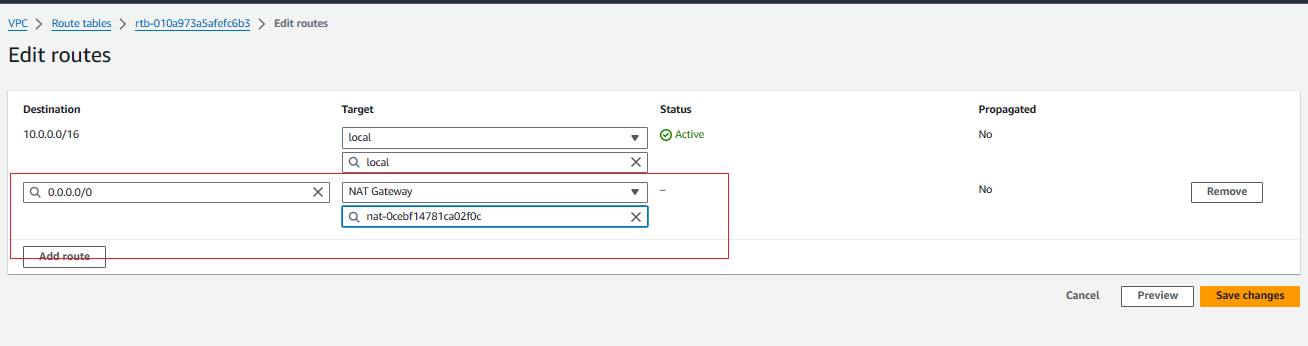 VPC > Route tables > rtb-010a973a5afefc6b3 > Edit routes
Edit routes
Destination Target Status Propagated
10.0.0.0/16 local Active No
local
0.0.0.0/0 NAT Gateway – No Remove
nat-0cebf14781ca02f0c
Add route
Cancel Preview Save changes